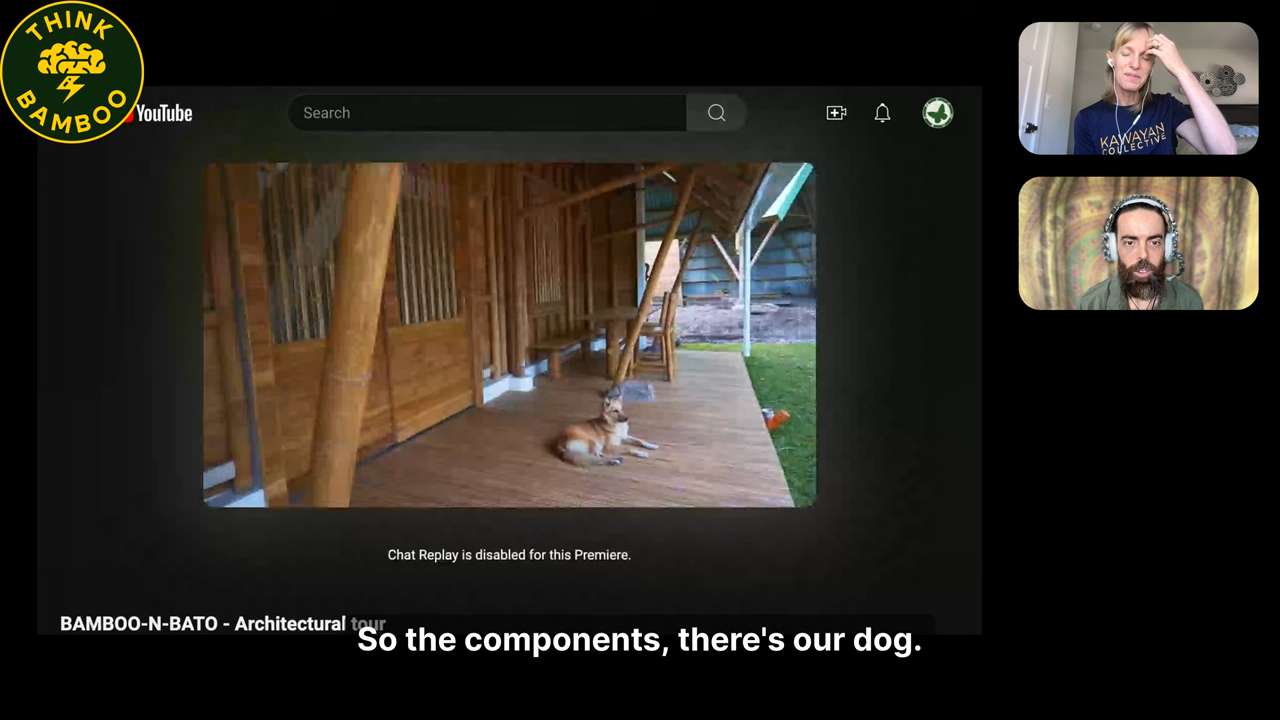 THINK
BAMBOO
YouTube
Search
KAWAYAN
COLLECTIVE
Chat Replay is disabled for this Premiere.
BAMBOO-N-BATO - Architectural tour
So the components, there's our dog.